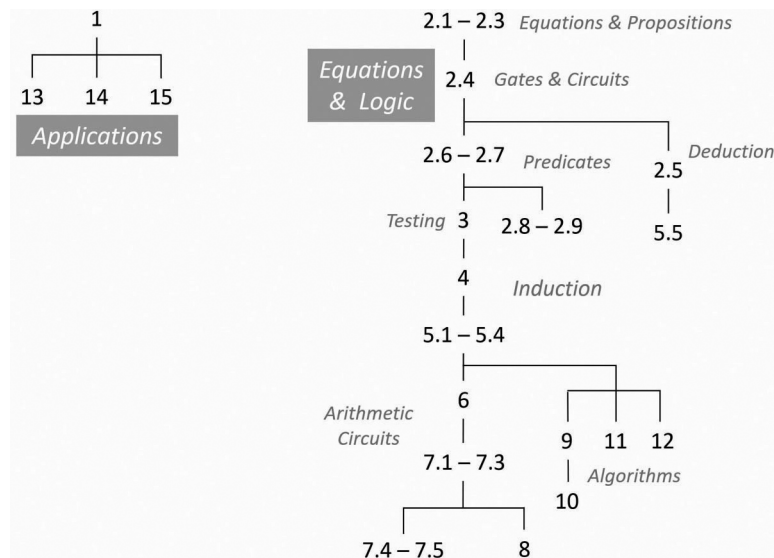 1
2.1 – 2.3 Equations & Propositions
Equations
& Logic
2.4 Gates & Circuits
13 14 15
Applications
2.6 – 2.7 Predicates
Deduction
2.5
Testing 3 2.8 – 2.9 5.5
4 Induction
5.1 – 5.4
6
Arithmetic
Circuits
9 11 12
7.1 – 7.3 Algorithms
10
7.4 – 7.5 8